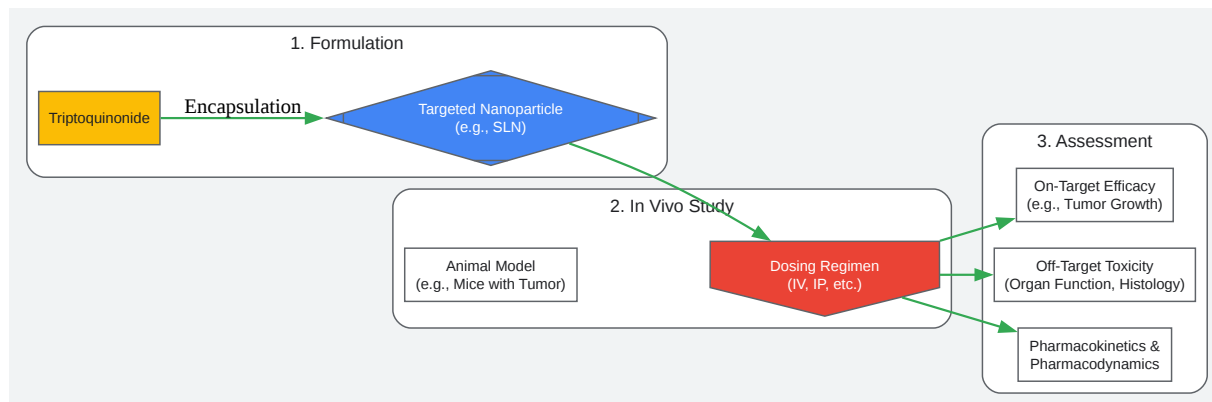 1. Formulation
Triptoquinonide
Encapsulation
Targeted Nanoparticle
(e.g., SLN)
2. In Vivo Study
Animal Model
(e.g., Mice with Tumor)
Dosing Regimen
(IV, IP, etc.)
3. Assessment
On-Target Efficacy
(e.g., Tumor Growth)
Off-Target Toxicity
(Organ Function, Histology)
Pharmacokinetics &
Pharmacodynamics